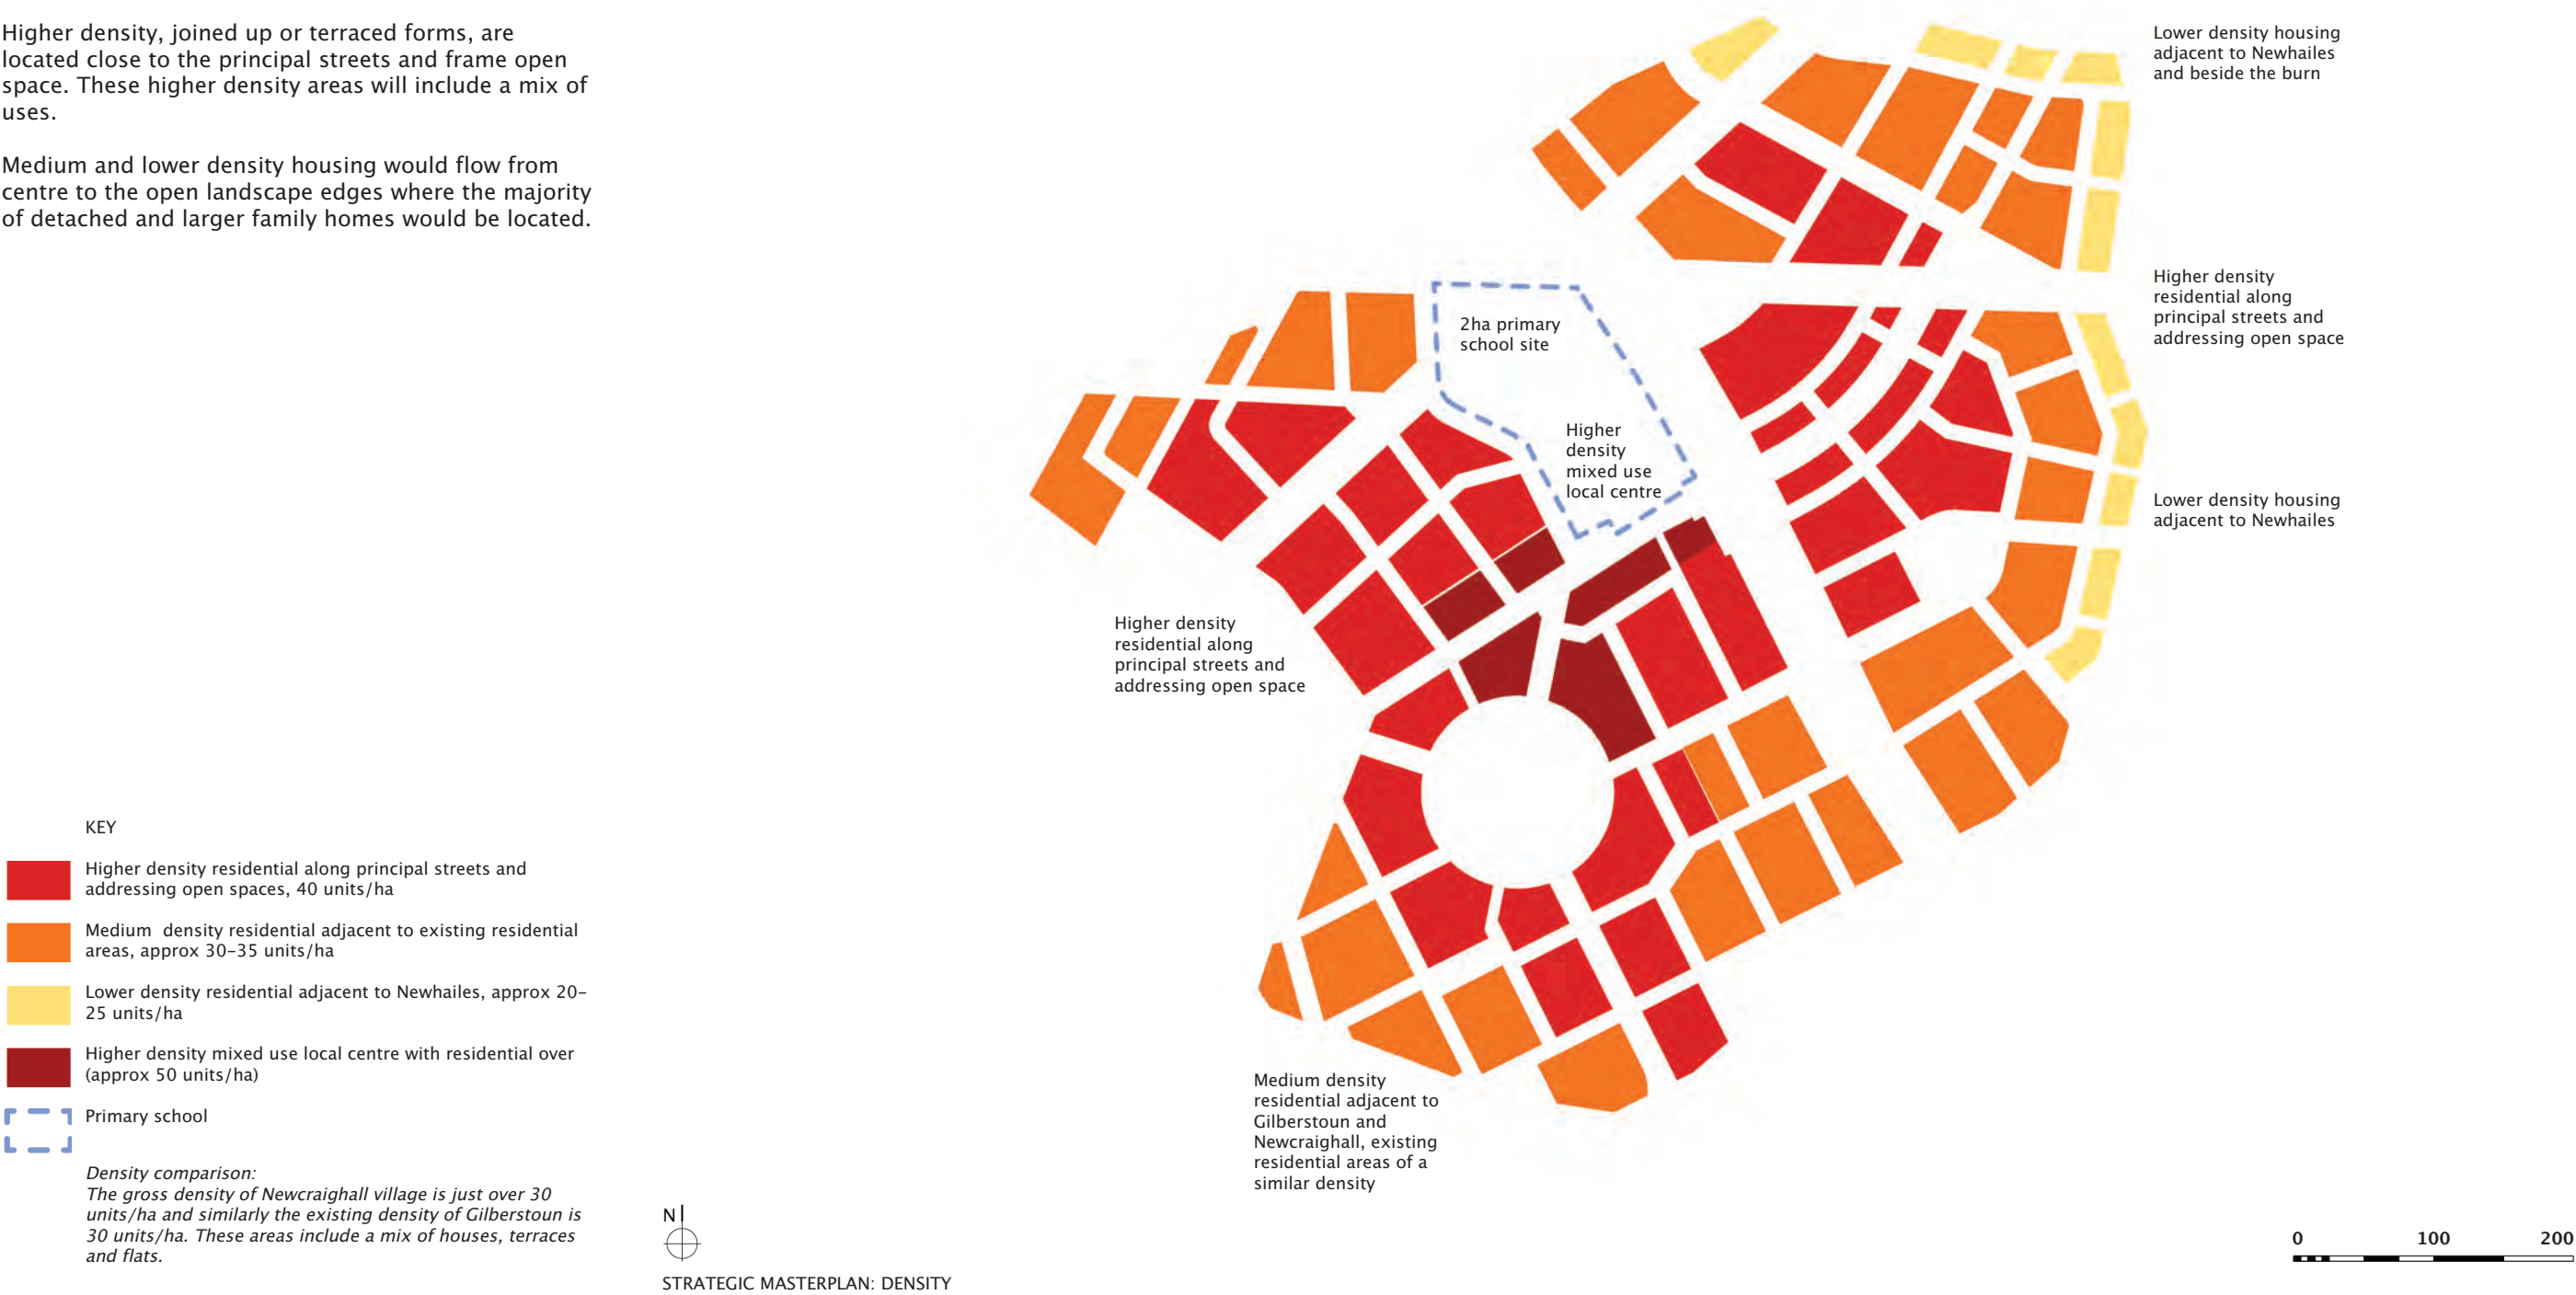 Higher density, joined up or terraced forms, are
located close to the principal streets and frame open
space. These higher density areas will include a mix of
uses.
Medium and lower density housing would flow from
centre to the open landscape edges where the majority
of detached and larger family homes would be located.
Lower density housing
adjacent to Newhailes
and beside the burn
Higher density
residential along
principal streets and
addressing open space
2ha primary
school site
Higher
density
mixed use
local centre
Lower density housing
adjacent to Newhailes
Higher density
residential along
principal streets and
addressing open space
KEY
Higher density residential along principal streets and
addressing open spaces, 40 units/ha
Medium  density residential adjacent to existing residential
areas, approx 30-35 units/ha
Lower density residential adjacent to Newhailes, approx 20-
25 units/ha
Higher density mixed use local centre with residential over
(approx 50 units/ha)
Primary school
Density comparison:
The gross density of Newcraighall village is just over 30
units/ha and similarly the existing density of Gilberstoun is
30 units/ha. These areas include a mix of houses, terraces
and flats.
Medium density
residential adjacent to
Gilberstoun and
Newcraighall, existing
residential areas of a
similar density
N
STRATEGIC MASTERPLAN: DENSITY
0 100 200